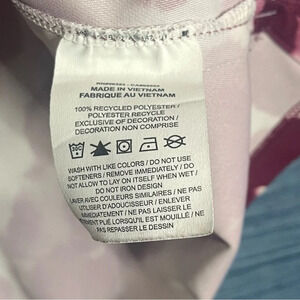 MADE IN VIETNAM
FABRIQUE AU VIETNAM
100% RECYCLED POLYESTER /
POLYESTER RECYCLE
EXCLUSIVE OF DECORATION /
DECORATION NON COMPRISE
WASH WITH LIKE COLORS / DO NOT USE
SOFTENERS / REMOVE IMMEDIATELY / DO
NOT ALLOW TO LAY ON ITSELF WHEN WET /
DO NOT IRON DESIGN
LAVER AVEC COULEURS SIMILAIRES / NE PAS
UTILISER D'ADOUCISSEUR / ENLEVER
IMMEDIATEMENT / NE PAS LAISSER LE
PLIE LORSQU'IL EST MOUILLE / NE
PAS REPASSER LE DESSIN